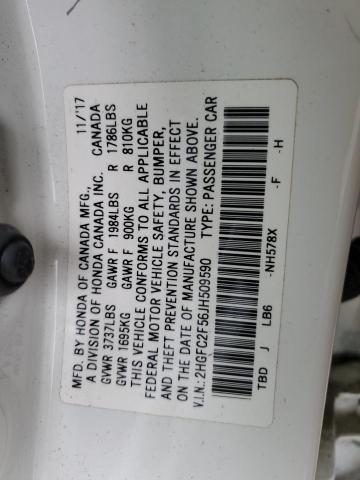 MFD. BY HONDA OF CANADA MFG., 11/17
A DIVISION OF HONDA CANADA INC. CANADA
GVWR 3737LBS GAWR F 1984LBS R 1786LBS
GVWR 1695KG GAWR F 900KG R 810KG
THIS VEHICLE CONFORMS TO ALL APPLICABLE
FEDERAL MOTOR VEHICLE SAFETY, BUMPER,
AND THEFT PREVENTION STANDARDS IN EFFECT
ON THE DATE OF MANUFACTURE SHOWN ABOVE.
V.I.N.: 2HGFC2F56JH509590 TYPE: PASSENGER CAR
TBD J LB6 -NH578X -F -H